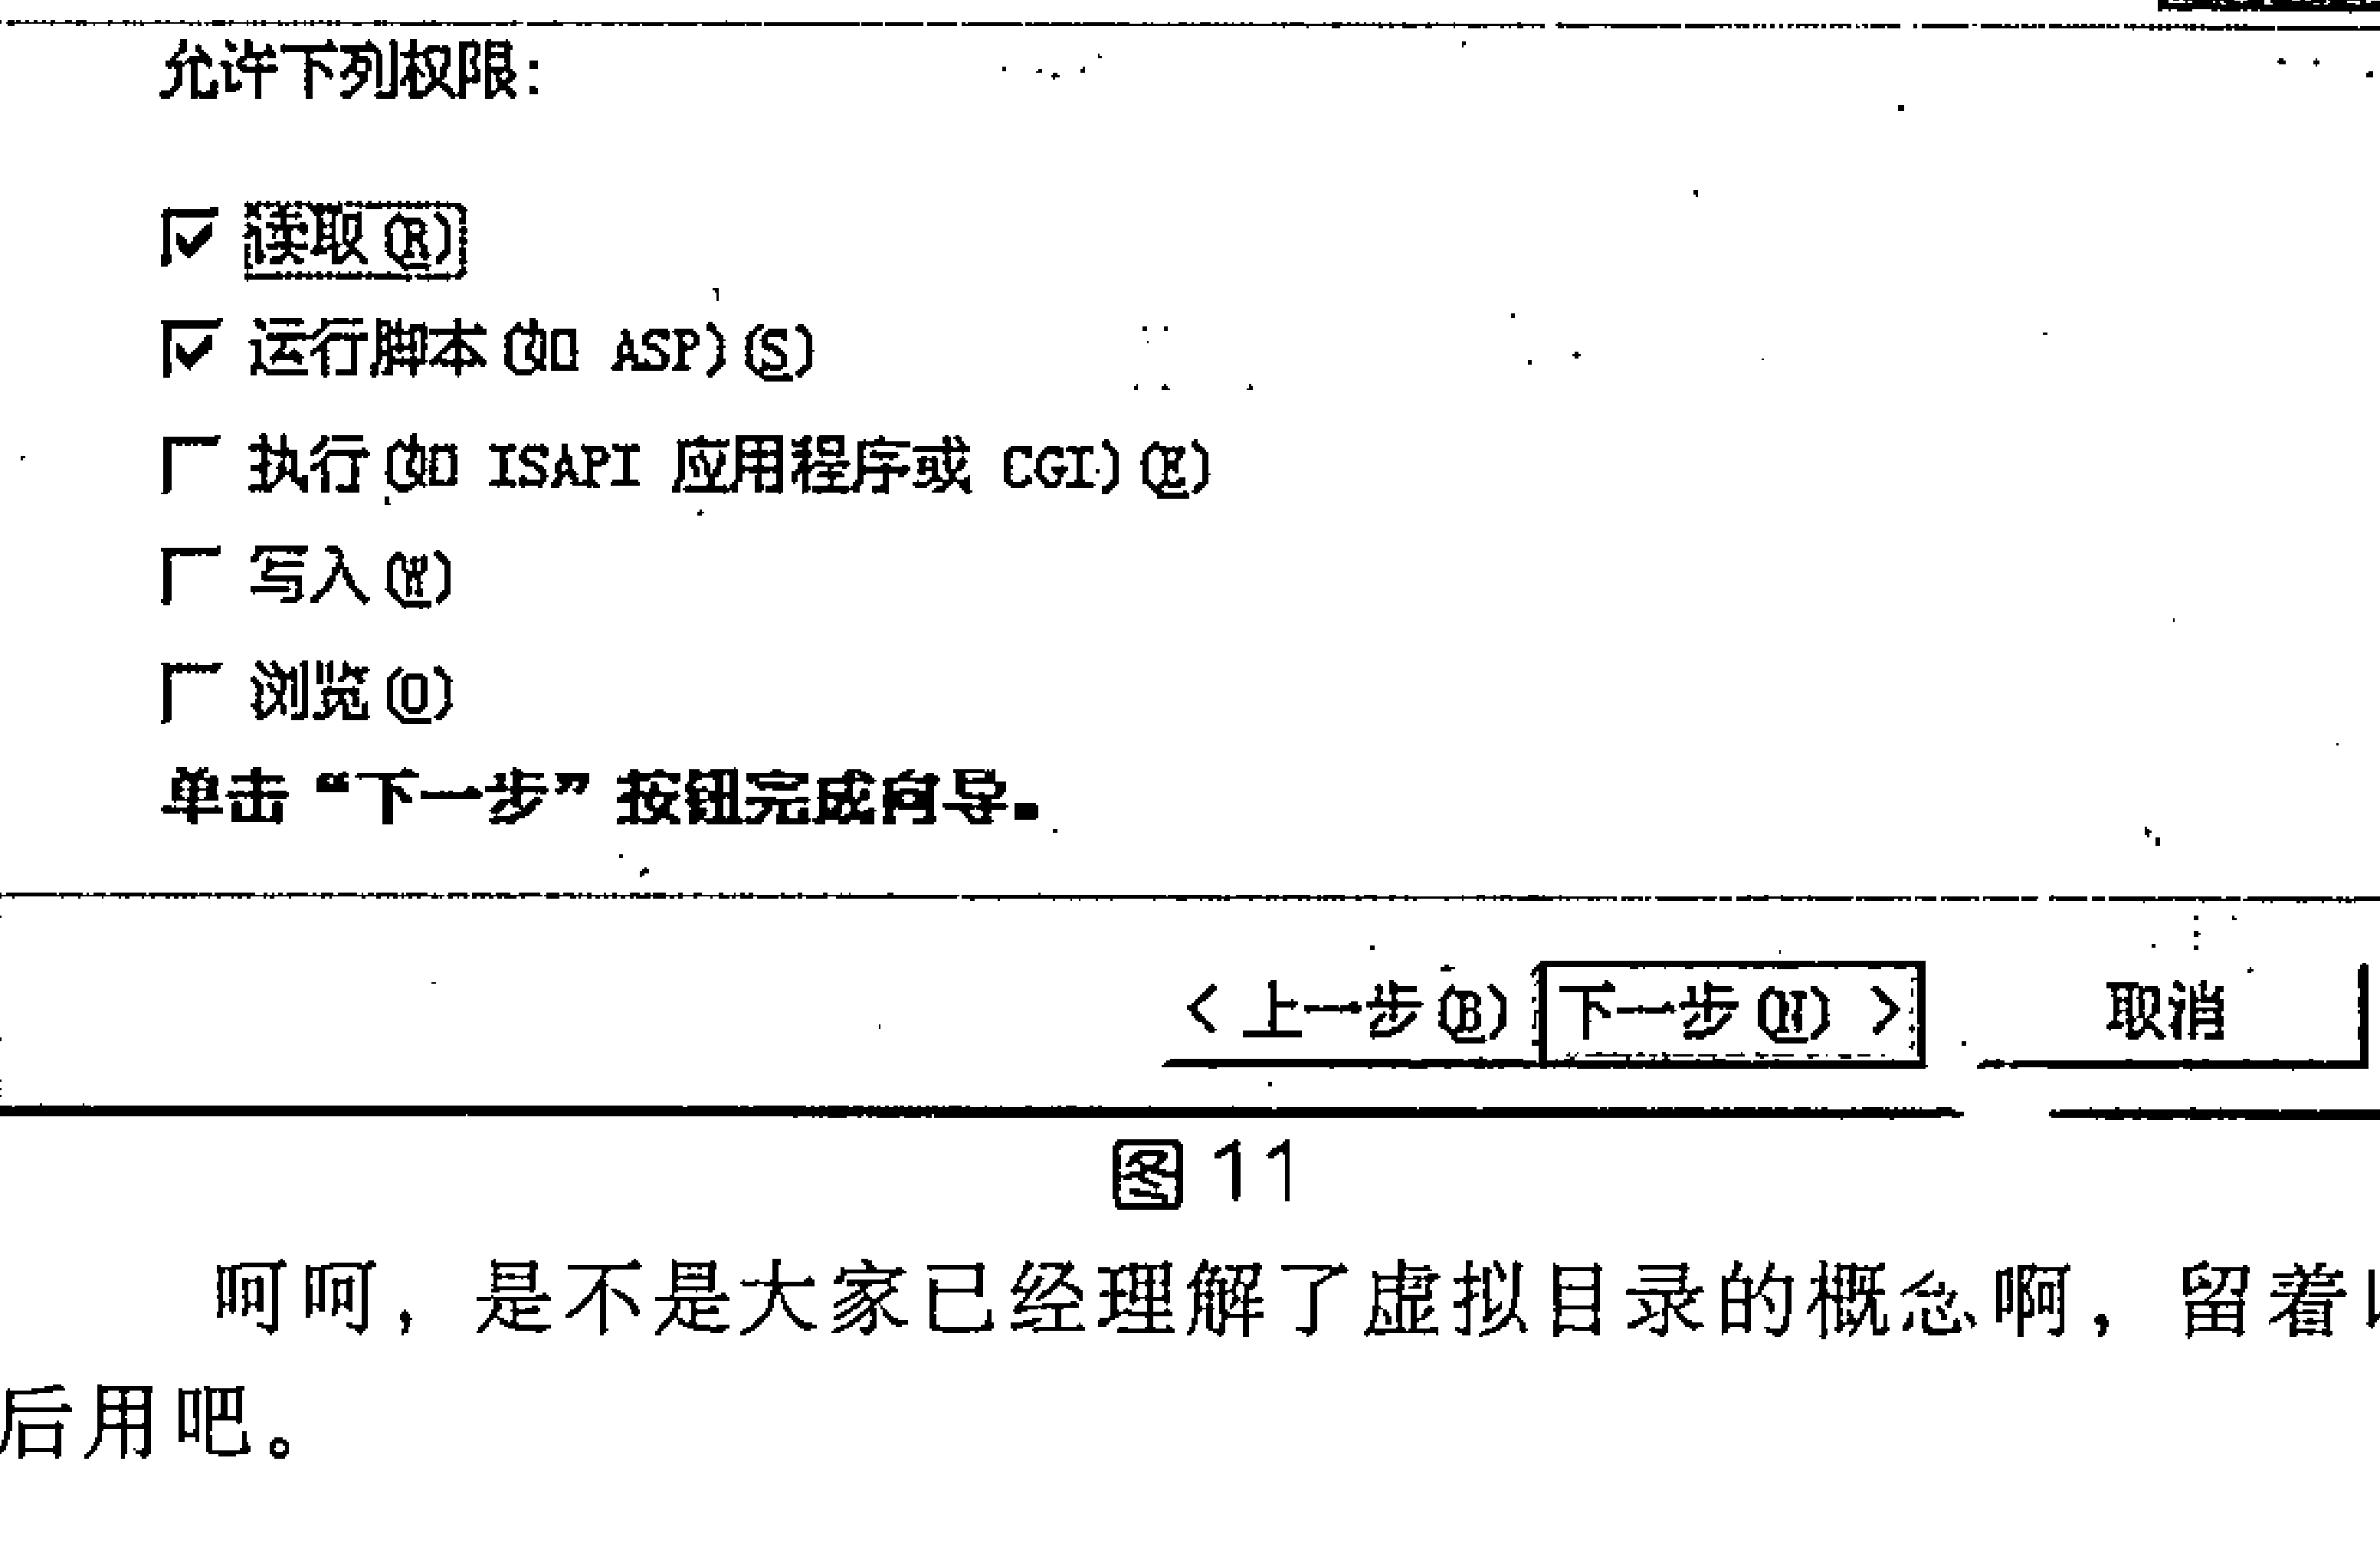 允许下列权限:
读取(R)
运行脚本(如 ASP)(S)
执行(如 ISAPI 应用程序或 CGI)(E)
写入(W)
浏览(O)
单击“下一步”按钮完成向导。
< 上一步(B) 下一步(N) > 取消
图 11
呵呵，是不是大家已经理解了虚拟目录的概念啊，留着以
后用吧。